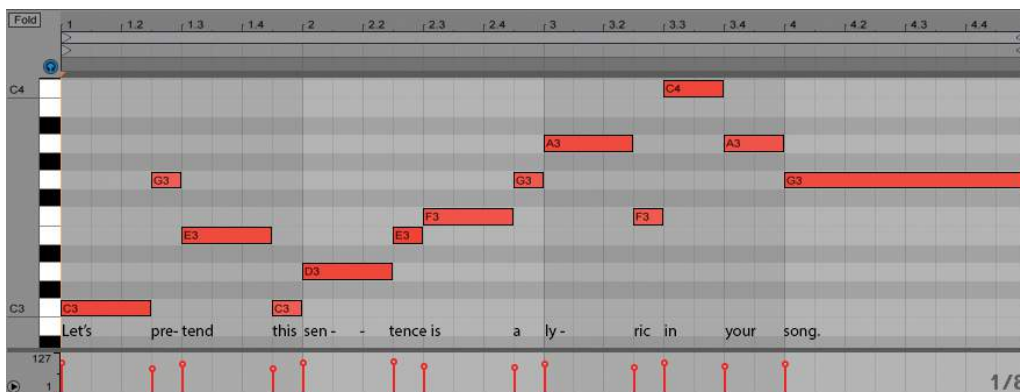 Fold 1 1.2 1.3 1.4 2 2.2 2.3 2.4 3 3.2 3.3 3.4 4 4.2 4.3 4.4
C4 C4
A3 A3
G3 G3 G3
F3 F3
E3 E3
D3
C3 C3 C3
Let's pre- tend this sen - - tence is a ly - ric in your song.
127
1 1/8